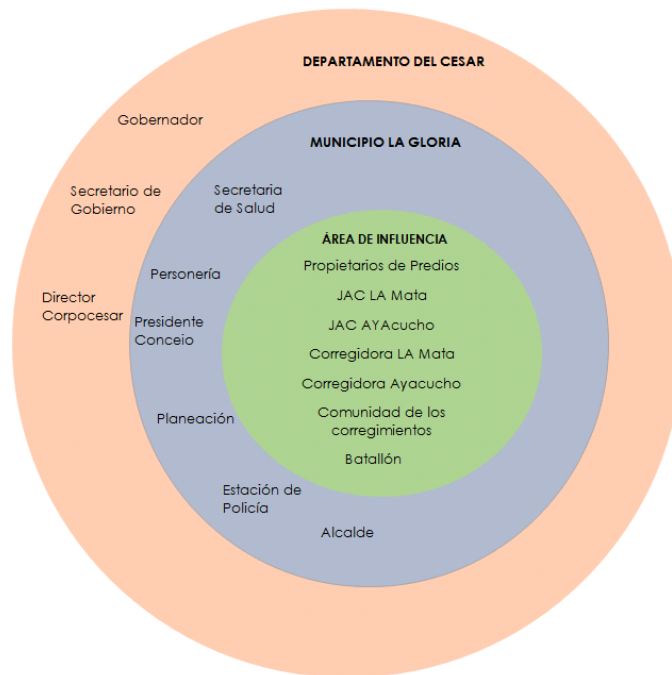 DEPARTAMENTO DEL CESAR
Gobernador
MUNICIPIO LA GLORIA
Secretario de
Gobierno
Secretaria
de Salud
ÁREA DE INFLUENCIA
Propietarios de Predios
Personería
JAC LA Mata
Director
Corpocesar
Presidente
Conceio
JAC AYAcucho
Corregidora LA Mata
Corregidora Ayacucho
Planeación
Comunidad de los
corregimientos
Batallón
Estación de
Policía
Alcalde